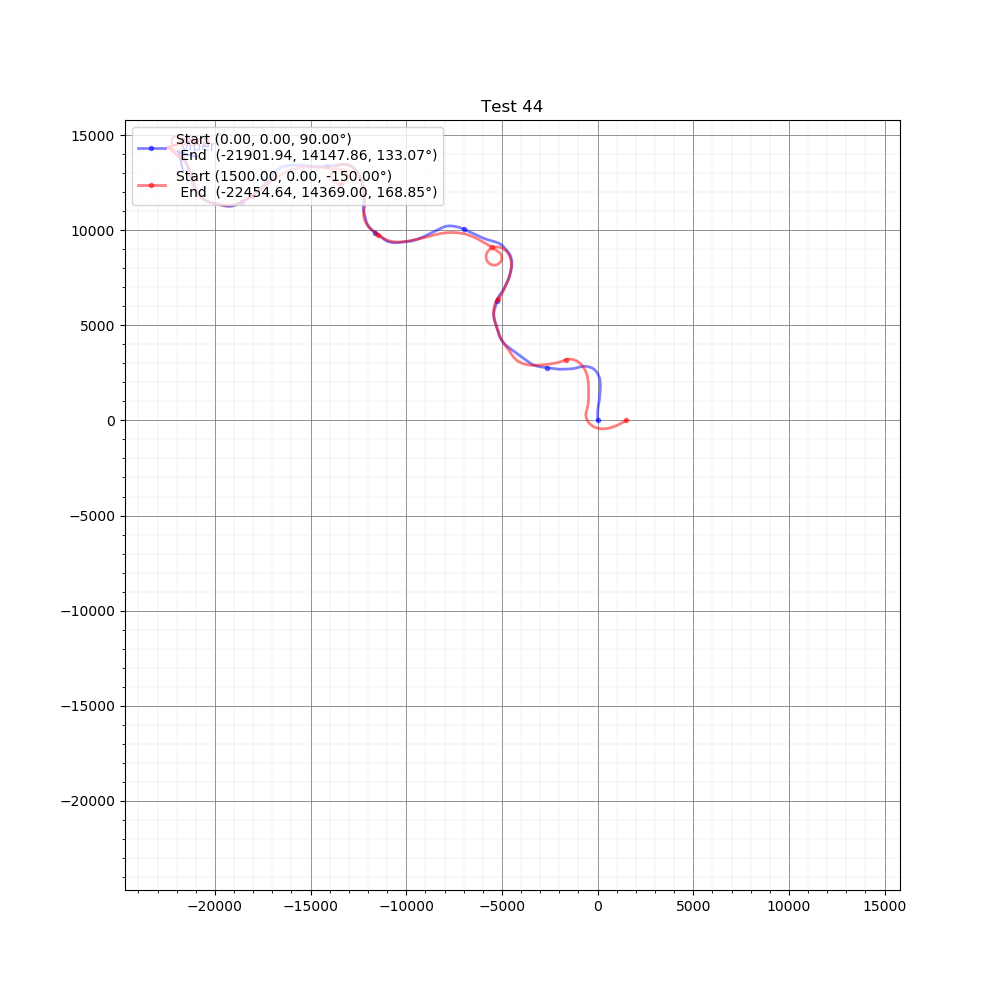 Test 44
Start (0.00, 0.00, 90.00°)
End (-21901.94, 14147.86, 133.07°)
Start (1500.00, 0.00, -150.00°)
End (-22454.64, 14369.00, 168.85°)
15000
10000
5000
0
−5000
−10000
−15000
−20000
−20000 −15000 −10000 −5000 0 5000 10000 15000